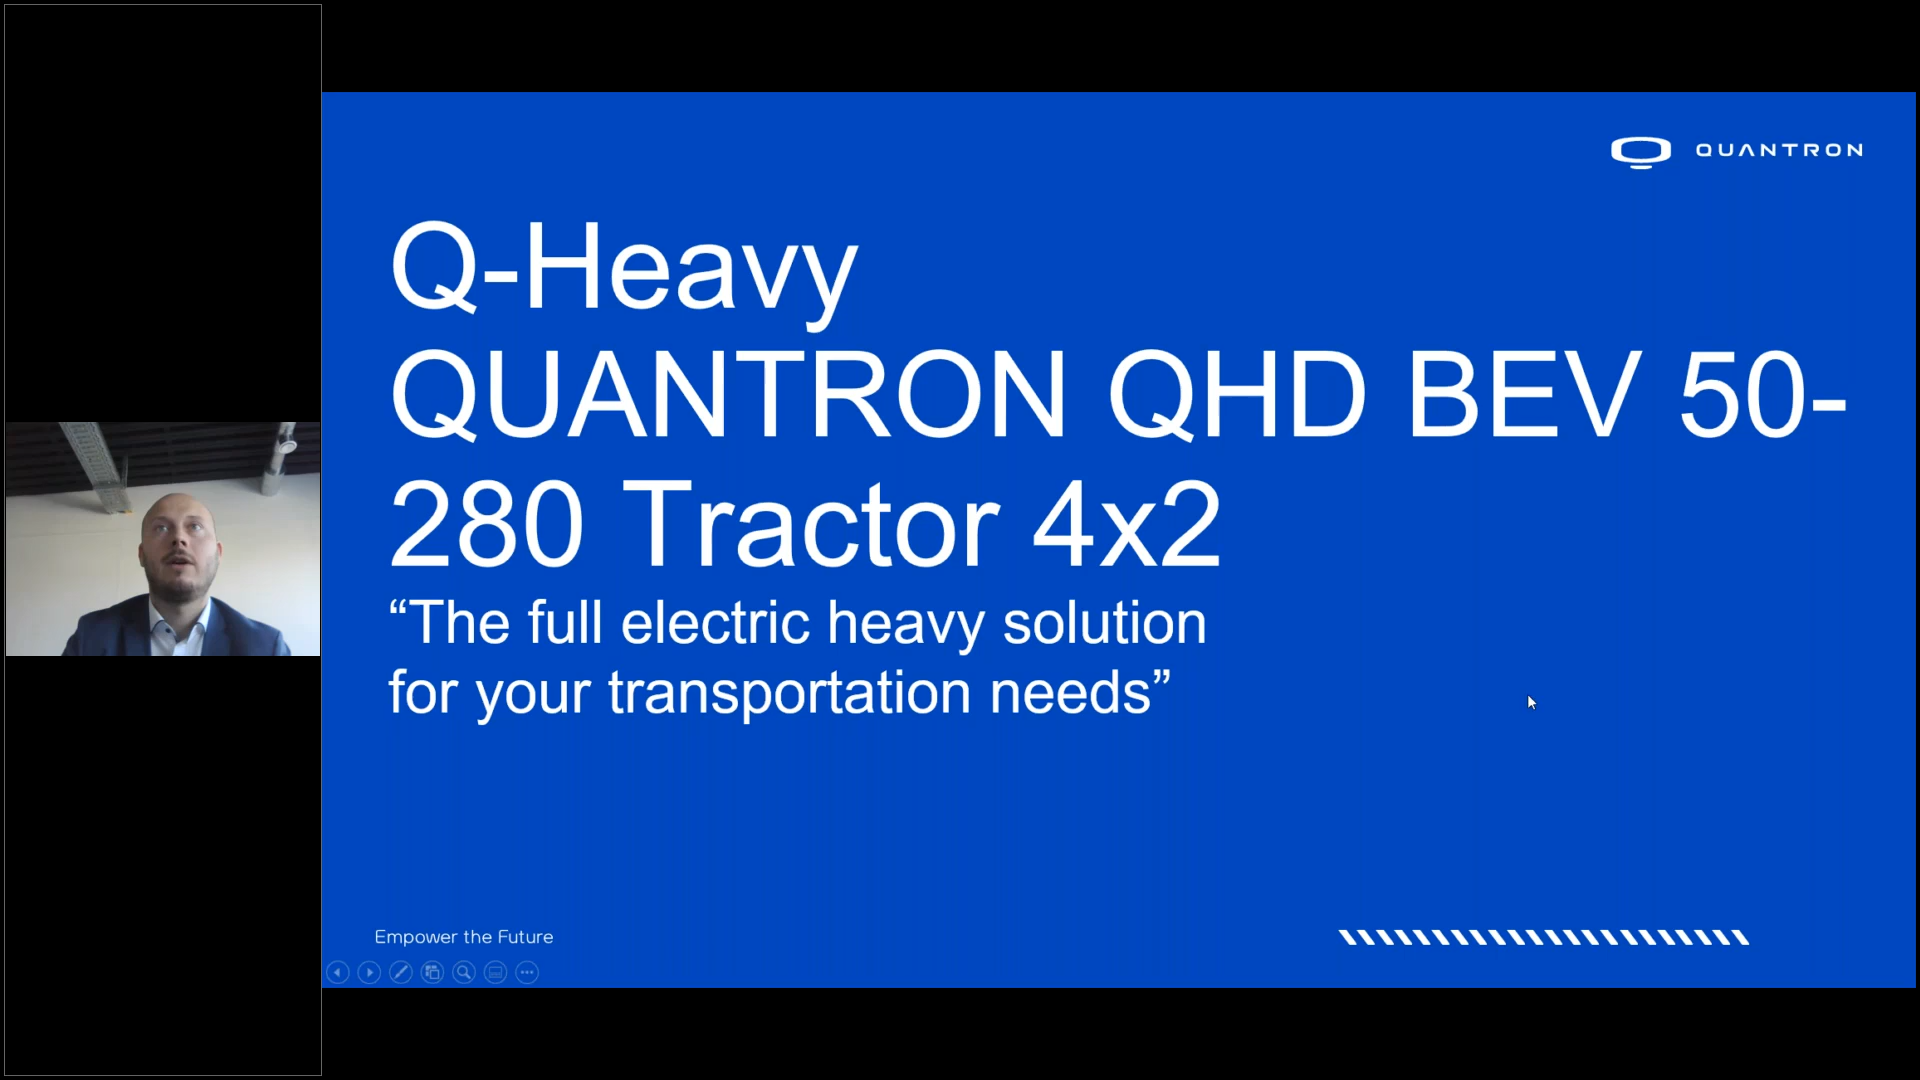 QUANTRON
Q-Heavy
QUANTRON QHD BEV 50-
280 Tractor 4x2
“The full electric heavy solution
for your transportation needs”
Empower the Future